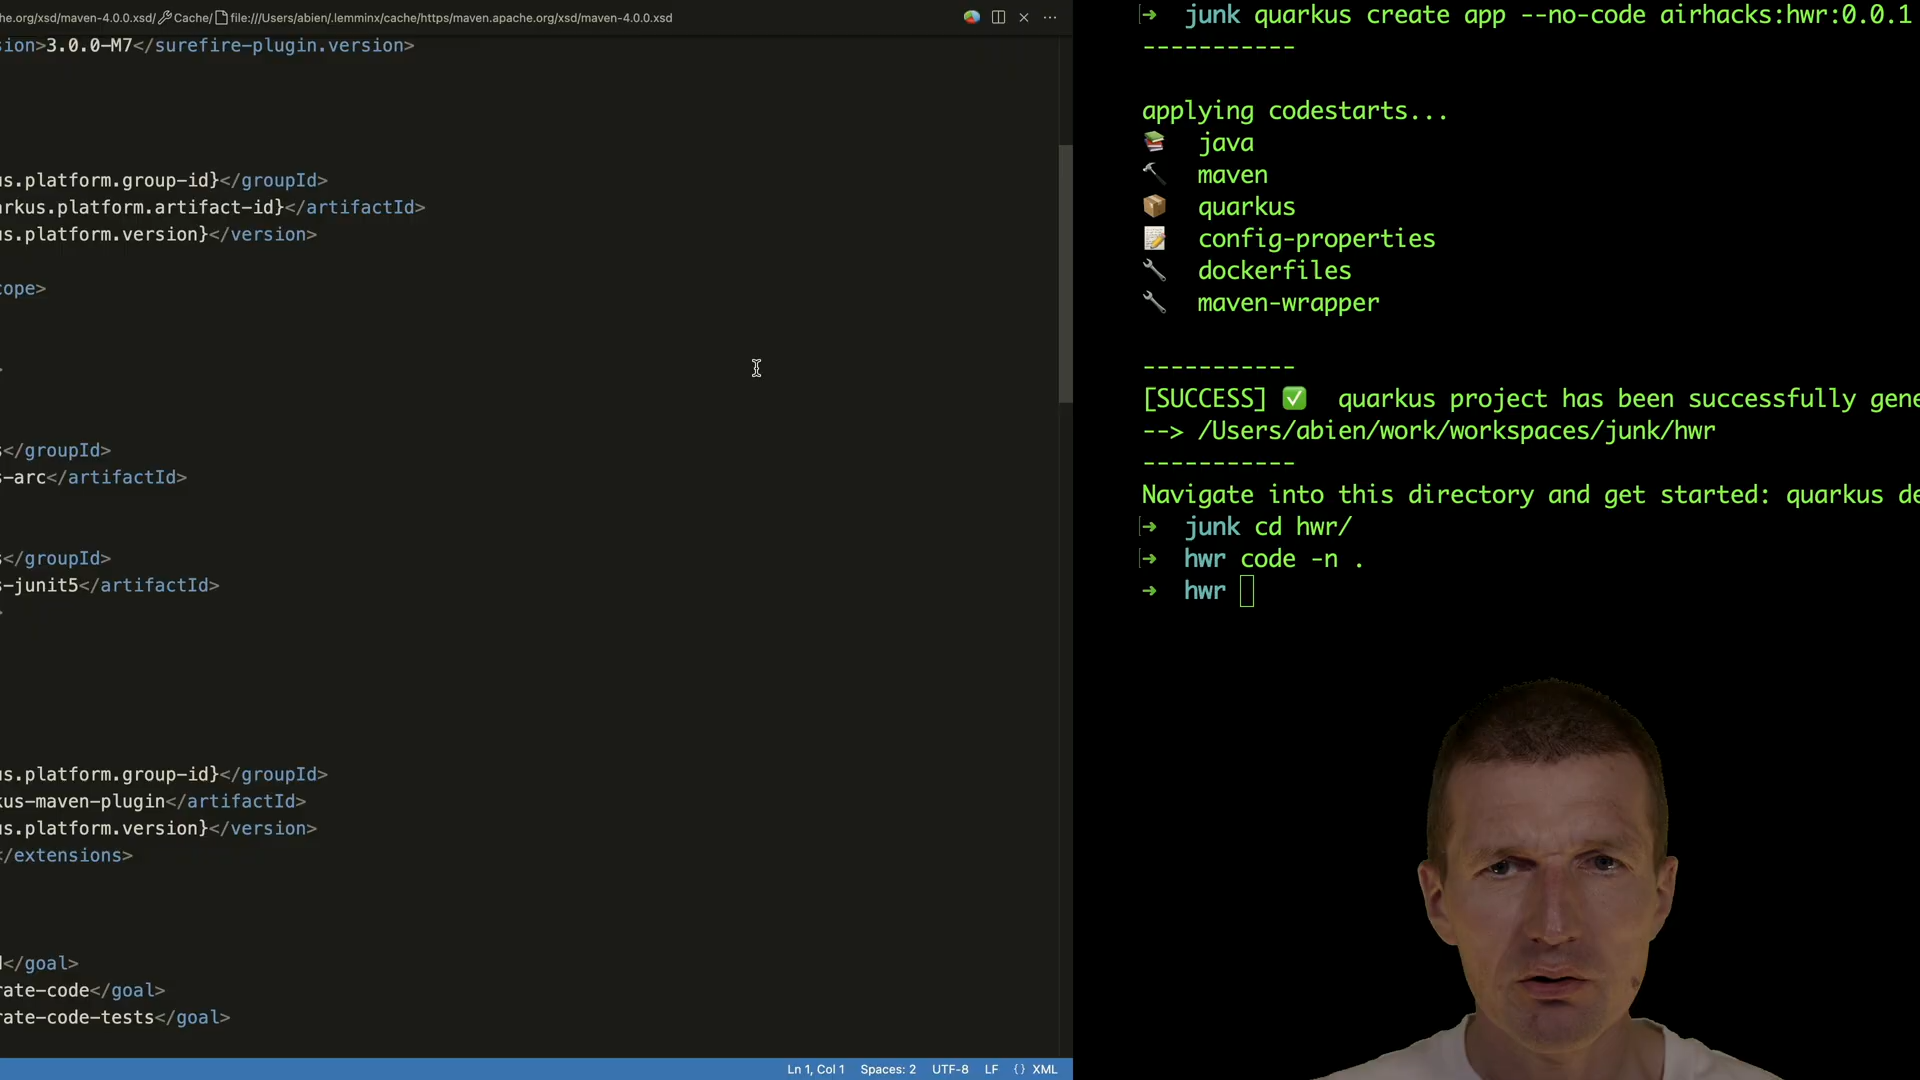 he.org/xsd/maven-4.0.0.xsd/ Cache/ file:///Users/abien/.lemminx/cache/https/maven.apache.org/xsd/maven-4.0.0.xsd
sion>3.0.0-M7</surefire-plugin.version>
us.platform.group-id}</groupId>
arkus.platform.artifact-id}</artifactId>
us.platform.version}</version>
cope>
>
s</groupId>
s-arc</artifactId>
s</groupId>
s-junit5</artifactId>
>
us.platform.group-id}</groupId>
kus-maven-plugin</artifactId>
us.platform.version}</version>
</extensions>
d</goal>
rate-code</goal>
rate-code-tests</goal>
Ln 1, Col 1 Spaces: 2 UTF-8 LF {} XML
➜ junk quarkus create app --no-code airhacks:hwr:0.0.1
-----------
applying codestarts...
java
maven
quarkus
config-properties
dockerfiles
maven-wrapper
-----------
[SUCCESS] ✅ quarkus project has been successfully gene
--> /Users/abien/work/workspaces/junk/hwr
-----------
Navigate into this directory and get started: quarkus de
➜ junk cd hwr/
➜ hwr code -n .
➜ hwr